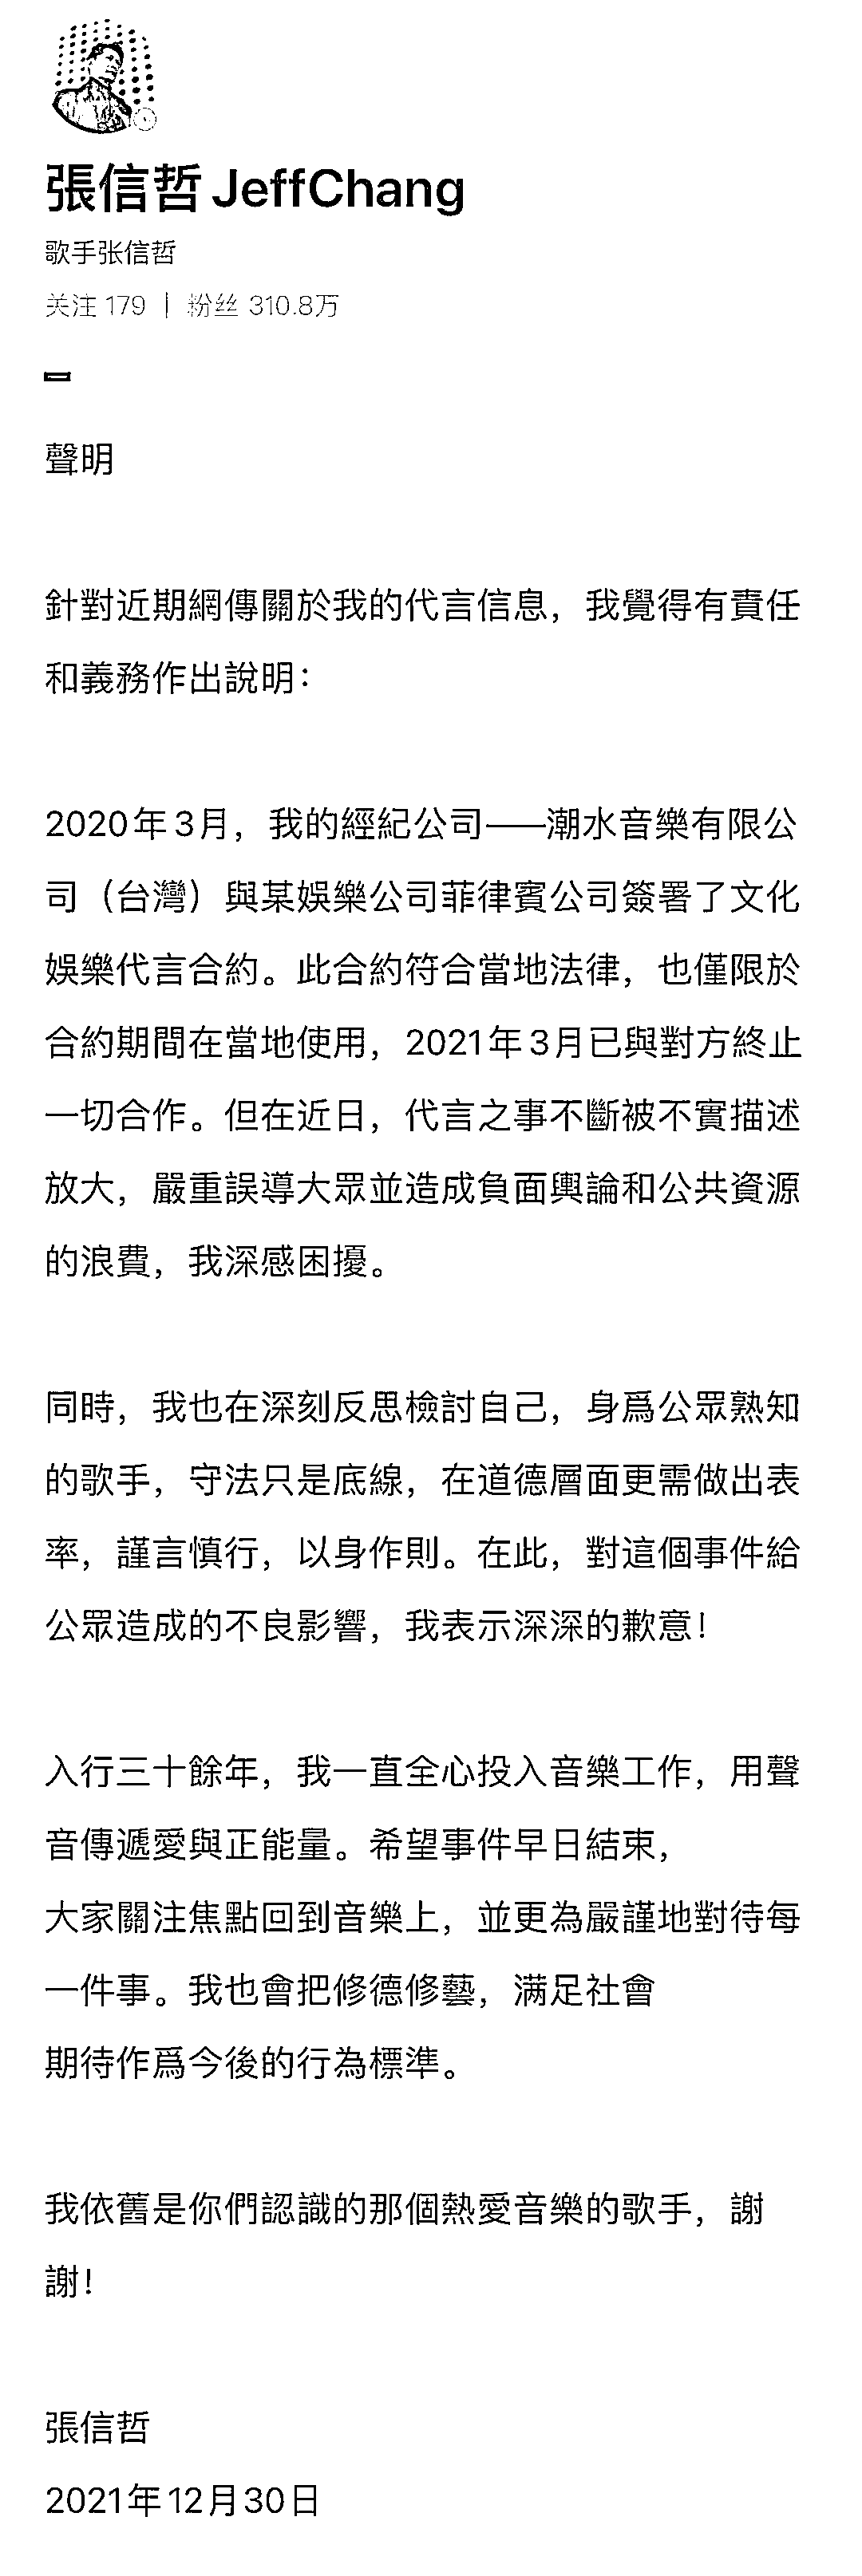 張信哲 JeffChang
歌手张信哲
关注 179 | 粉丝 310.8万
聲明
針對近期網傳關於我的代言信息，我覺得有責任
和義務作出說明：
2020年3月，我的經紀公司——潮水音樂有限公
司（台灣）與某娛樂公司菲律賓公司簽署了文化
娛樂代言合約。此合約符合當地法律，也僅限於
合約期間在當地使用，2021年3月已與對方終止
一切合作。但在近日，代言之事不斷被不實描述
放大，嚴重誤導大眾並造成負面輿論和公共資源
的浪費，我深感困擾。
同時，我也在深刻反思檢討自己，身爲公眾熟知
的歌手，守法只是底線，在道德層面更需做出表
率，謹言慎行，以身作則。在此，對這個事件給
公眾造成的不良影響，我表示深深的歉意！
入行三十餘年，我一直全心投入音樂工作，用聲
音傳遞愛與正能量。希望事件早日結束，
大家關注焦點回到音樂上，並更為嚴謹地對待每
一件事。我也會把修德修藝，满足社會
期待作爲今後的行為標準。
我依舊是你們認識的那個熱愛音樂的歌手，謝
謝！
張信哲
2021年12月30日